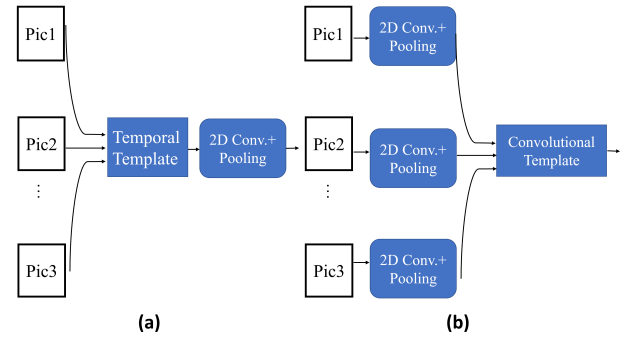 Pic1
Pic2
⋮
Pic3
Temporal
Template
2D Conv.+
Pooling
(a)
Pic1
2D Conv.+
Pooling
Pic2
2D Conv.+
Pooling
⋮
Pic3
2D Conv.+
Pooling
Convolutional
Template
(b)